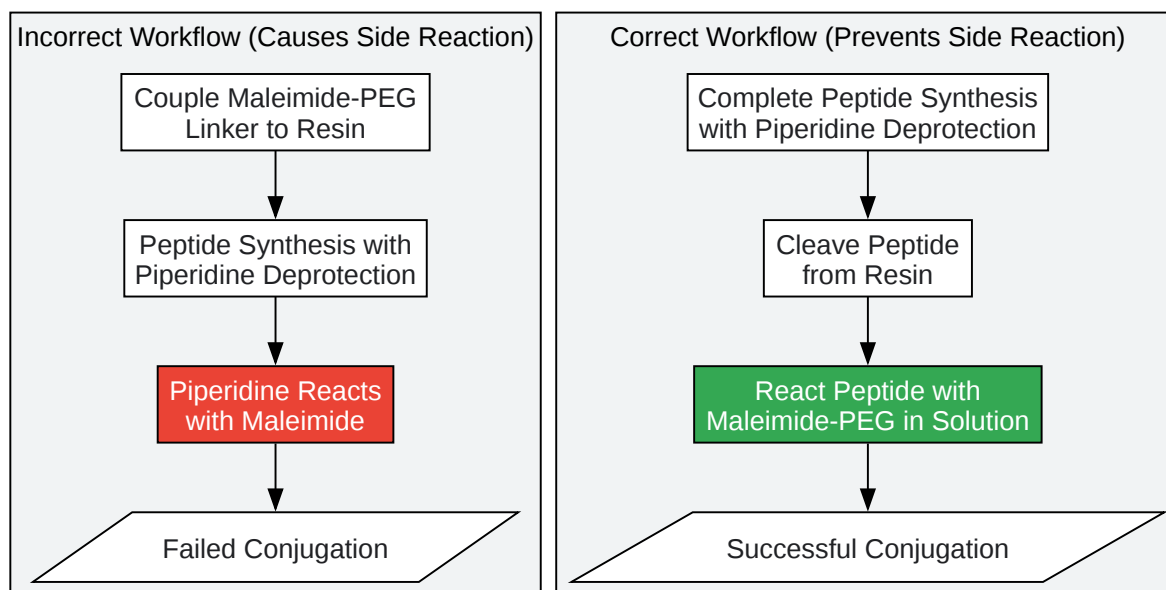 Incorrect Workflow (Causes Side Reaction)
Couple Maleimide-PEG
Linker to Resin
Peptide Synthesis with
Piperidine Deprotection
Piperidine Reacts
with Maleimide
Failed Conjugation
Correct Workflow (Prevents Side Reaction)
Complete Peptide Synthesis
with Piperidine Deprotection
Cleave Peptide
from Resin
React Peptide with
Maleimide-PEG in Solution
Successful Conjugation